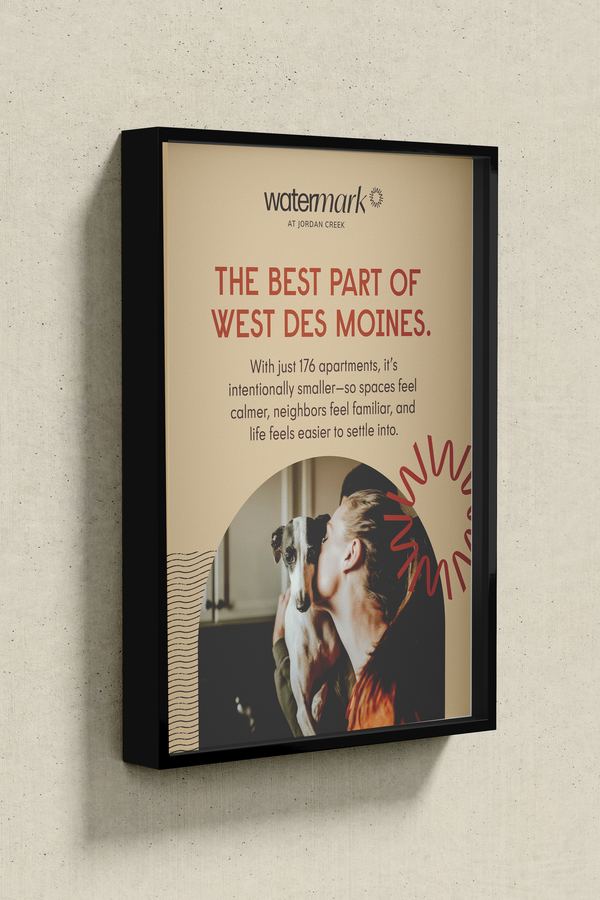 watermark
AT JORDAN CREEK
THE BEST PART OF
WEST DES MOINES.
With just 176 apartments, it's
intentionally smaller—so spaces feel
calmer, neighbors feel familiar, and
life feels easier to settle into.